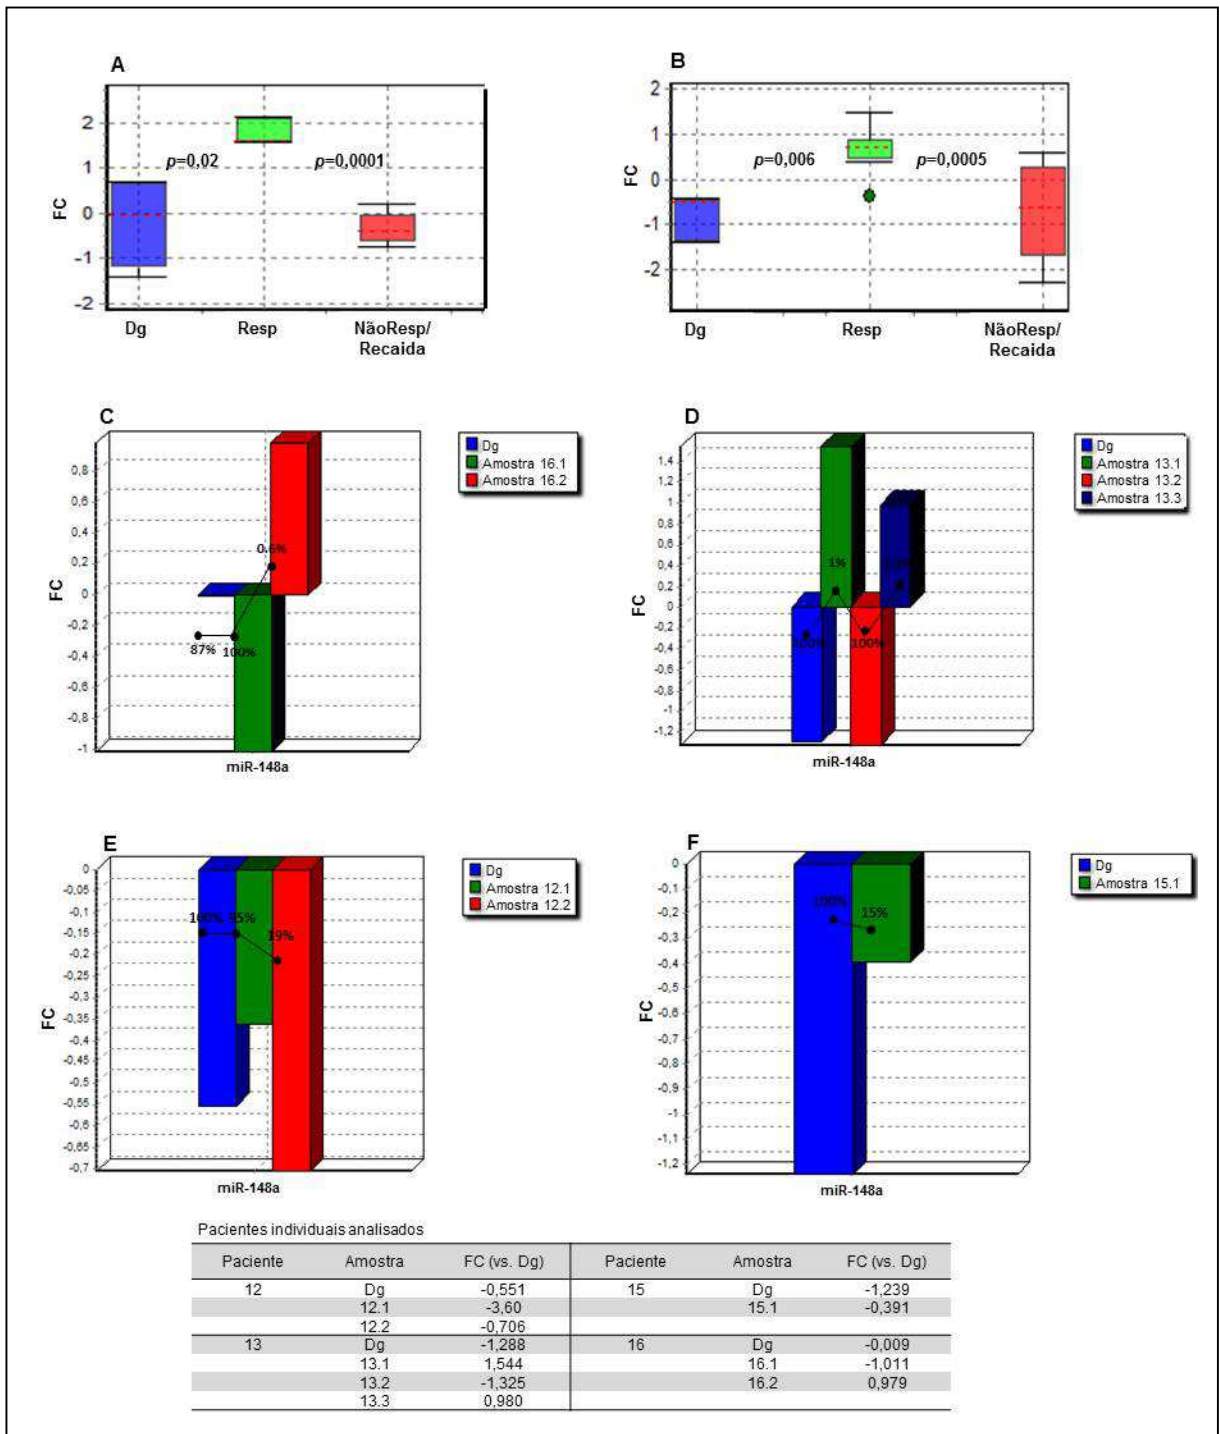 A
FC
2
1
0
-1
-2
p=0,02
p=0,0001
Dg
Resp
NãoResp/
Recaida
B
FC
2
1
0
-1
-2
p=0,006
p=0,0005
Dg
Resp
NãoResp/
Recaida
C
FC
0,8
0,6
0,4
0,2
0
-0,2
-0,4
-0,6
-0,8
-1
0.6%
87%
100%
miR-148a
Dg
Amostra 16.1
Amostra 16.2
D
FC
1,4
1,2
1
0,8
0,6
0,4
0,2
0
-0,2
-0,4
-0,6
-0,8
-1
-1,2
1%
100%
100%
miR-148a
Dg
Amostra 13.1
Amostra 13.2
Amostra 13.3
E
FC
0
-0,05
-0,1
-0,15
-0,2
-0,25
-0,3
-0,35
-0,4
-0,45
-0,5
-0,55
-0,6
-0,65
-0,7
100%
95%
19%
miR-148a
Dg
Amostra 12.1
Amostra 12.2
F
FC
0
-0,1
-0,2
-0,3
-0,4
-0,5
-0,6
-0,7
-0,8
-0,9
-1
-1,1
-1,2
100%
15%
miR-148a
Dg
Amostra 15.1
Pacientes individuais analisados
Paciente Amostra FC (vs. Dg) Paciente Amostra FC (vs. Dg)
12 Dg -0,551 15 Dg -1,239
12.1 -3,60 15.1 -0,391
12.2 -0,706
13 Dg -1,288 16 Dg -0,009
13.1 1,544 16.1 -1,011
13.2 -1,325 16.2 0,979
13.3 0,980